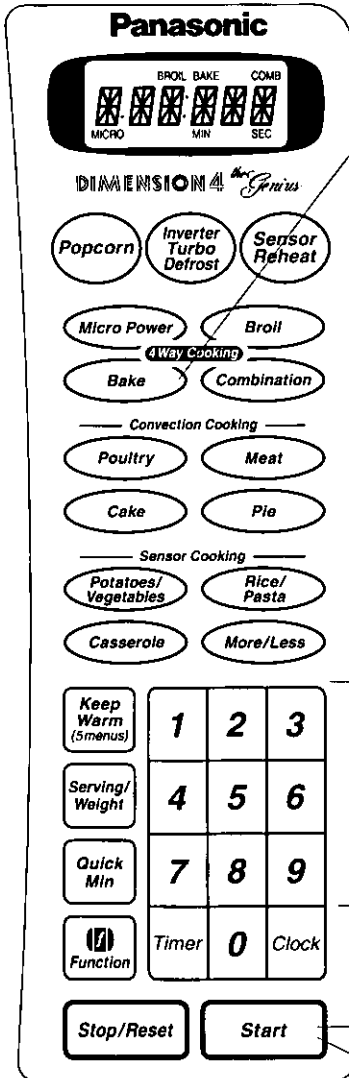 Panasonic
BROIL BAKE COMB
MICRO MIN SEC
DIMENSION 4 the Genius
Popcorn
Inverter
Turbo
Defrost
Sensor
Reheat
Micro Power
Broil
4 Way Cooking
Bake
Combination
Convection Cooking
Poultry
Meat
Cake
Pie
Sensor Cooking
Potatoes/
Vegetables
Rice/
Pasta
Casserole
More/Less
Keep
Warm
(5menus)
1 2 3
Serving/
Weight
4 5 6
Quick
Min
7 8 9
f
Function
Timer 0 Clock
Stop/Reset
Start